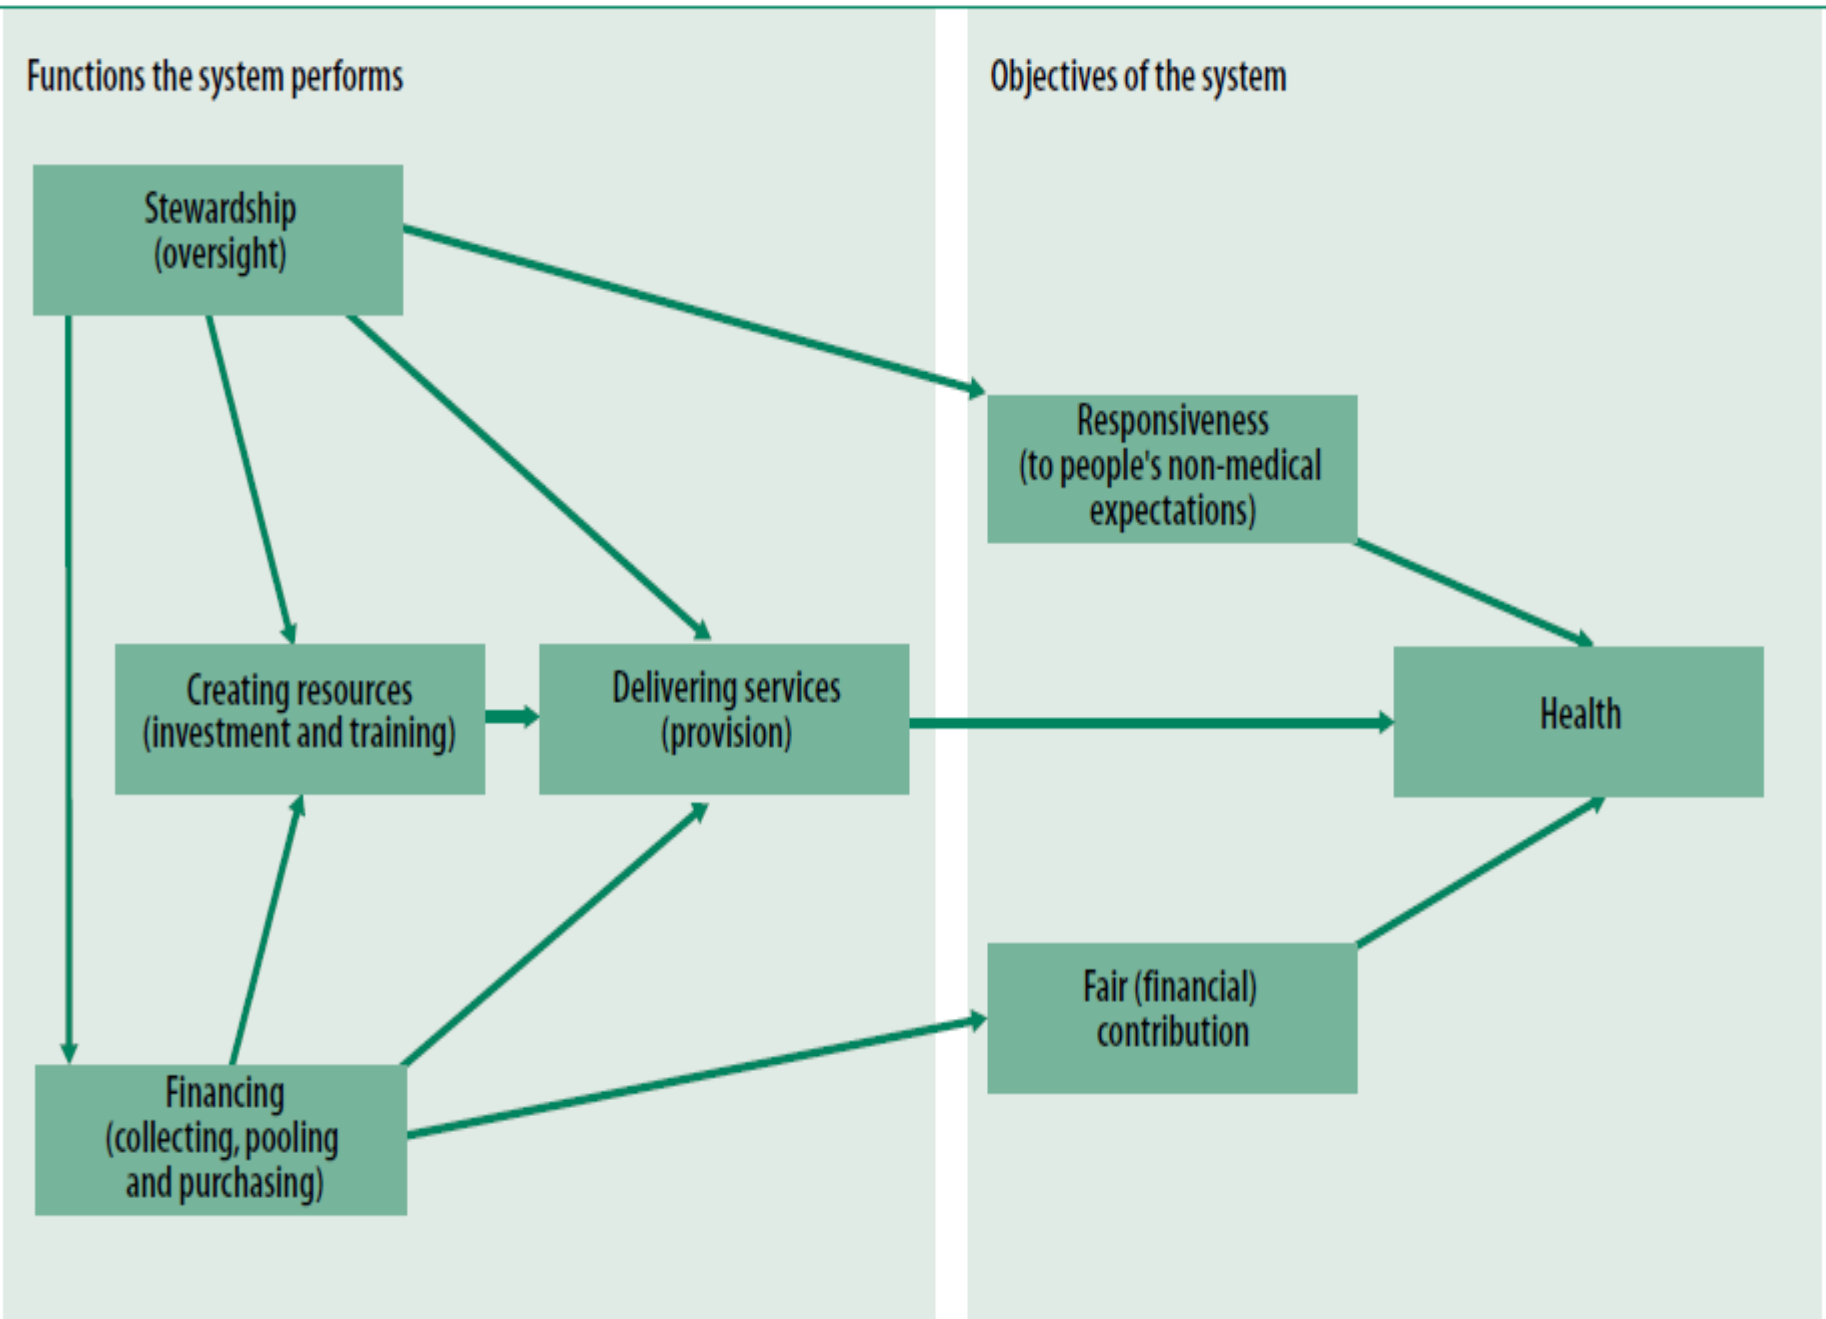 Functions the system performs
Objectives of the system
Stewardship
(oversight)
Responsiveness
(to people's non-medical
expectations)
Creating resources
(investment and training)
Delivering services
(provision)
Health
Fair (financial)
contribution
Financing
(collecting, pooling
and purchasing)